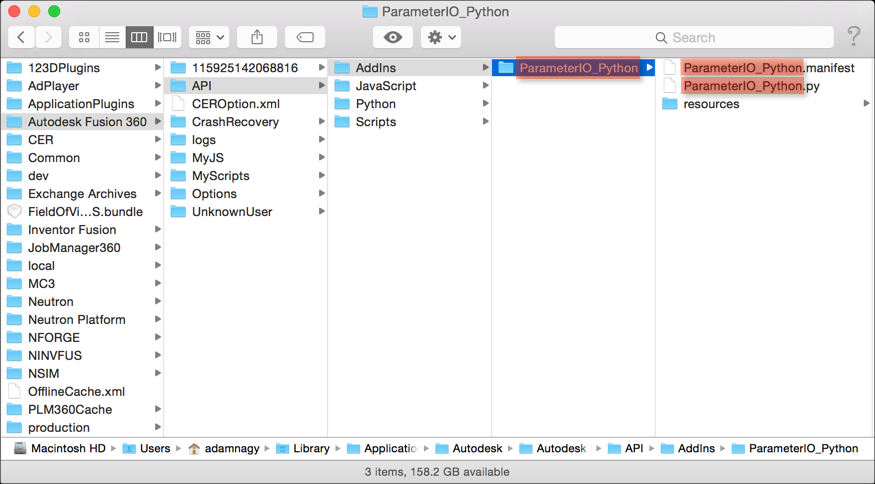 ParameterIO_Python
Search
?
123DPlugins
AdPlayer
ApplicationPlugins
Autodesk Fusion 360
CER
Common
dev
Exchange Archives
FieldOfVi...S.bundle
Inventor Fusion
JobManager360
local
MC3
Neutron
Neutron Platform
NFORGE
NINVFUS
NSIM
OfflineCache.xml
PLM360Cache
production
115925142068816
API
CEROption.xml
CrashRecovery
logs
MyJS
MyScripts
Options
UnknownUser
AddIns
JavaScript
Python
Scripts
ParameterIO_Python
ParameterIO_Python.manifest
ParameterIO_Python.py
resources
Macintosh HD Users adamnagy Library Applicatio Autodesk Autodesk API AddIns ParameterIO_Python
3 items, 158.2 GB available